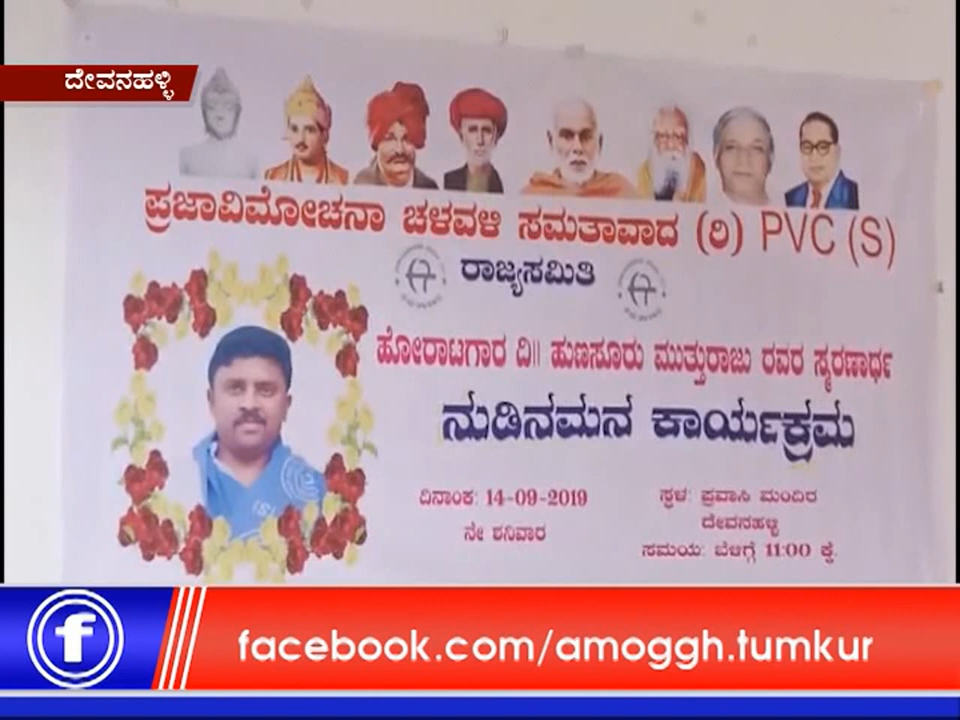 ದೇವನಹಳ್ಳಿ
ಪ್ರಜಾವಿಮೋಚನಾ ಚಳವಳಿ ಸಮತಾವಾದ (ರಿ) PVC (S)
ರಾಜ್ಯಸಮಿತಿ
ಹೋರಾಟಗಾರ ದಿ|| ಹುಣಸೂರು ಮುತ್ತುರಾಜು ರವರ ಸ್ಮರಣಾರ್ಥ
ನುಡಿನಮನ ಕಾರ್ಯಕ್ರಮ
ದಿನಾಂಕ: 14-09-2019
ನೇ ಶನಿವಾರ
ಸ್ಥಳ: ಪ್ರವಾಸಿ ಮಂದಿರ
ದೇವನಹಳ್ಳಿ
ಸಮಯ: ಬೆಳಿಗ್ಗೆ 11:00 ಕ್ಕೆ.
facebook.com/amoggh.tumkur